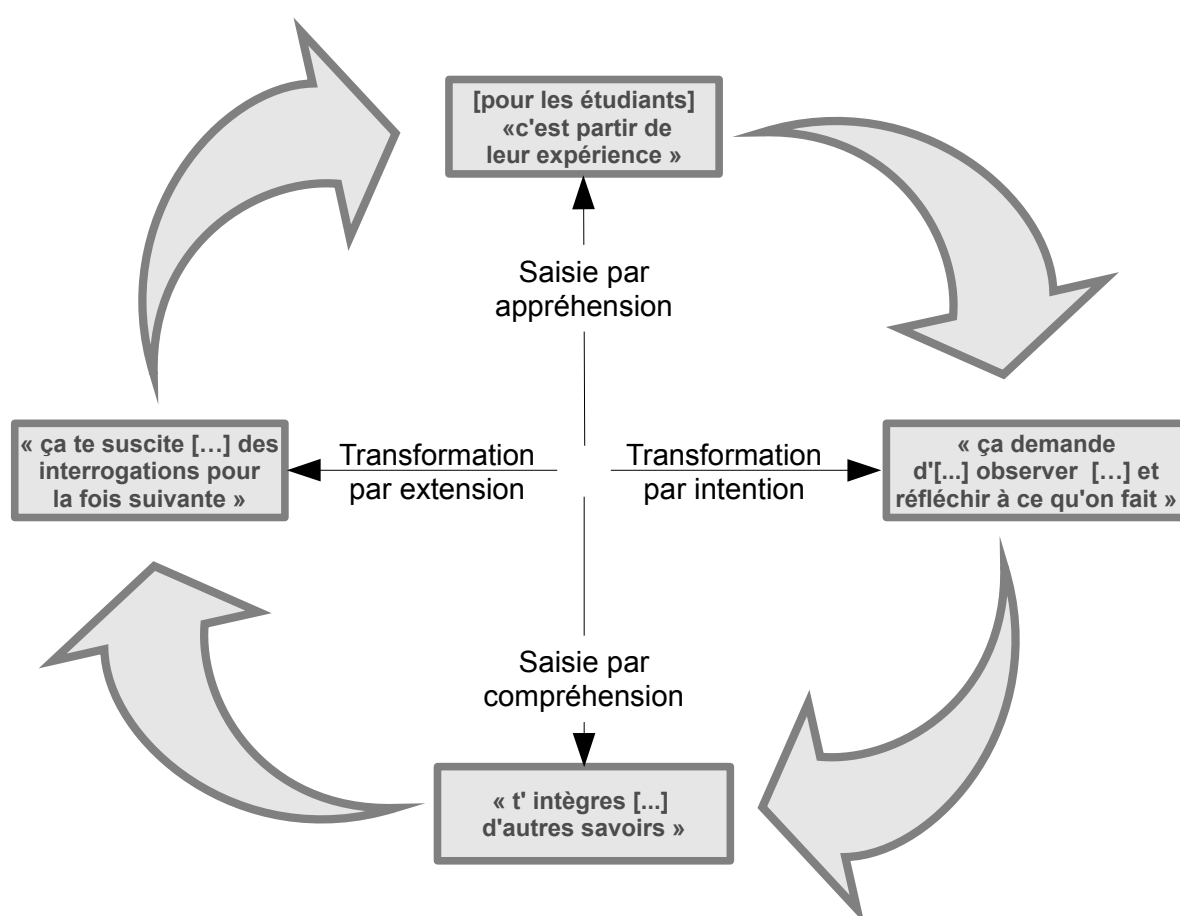 [pour les étudiants]
«c'est partir de
leur expérience »
Saisie par
appréhension
« ça te suscite […] des
interrogations pour
la fois suivante »
Transformation
par extension
Transformation
par intention
« ça demande
d'[...] observer […] et
réfléchir à ce qu'on fait »
Saisie par
compréhension
« t' intègres [...]
d'autres savoirs »